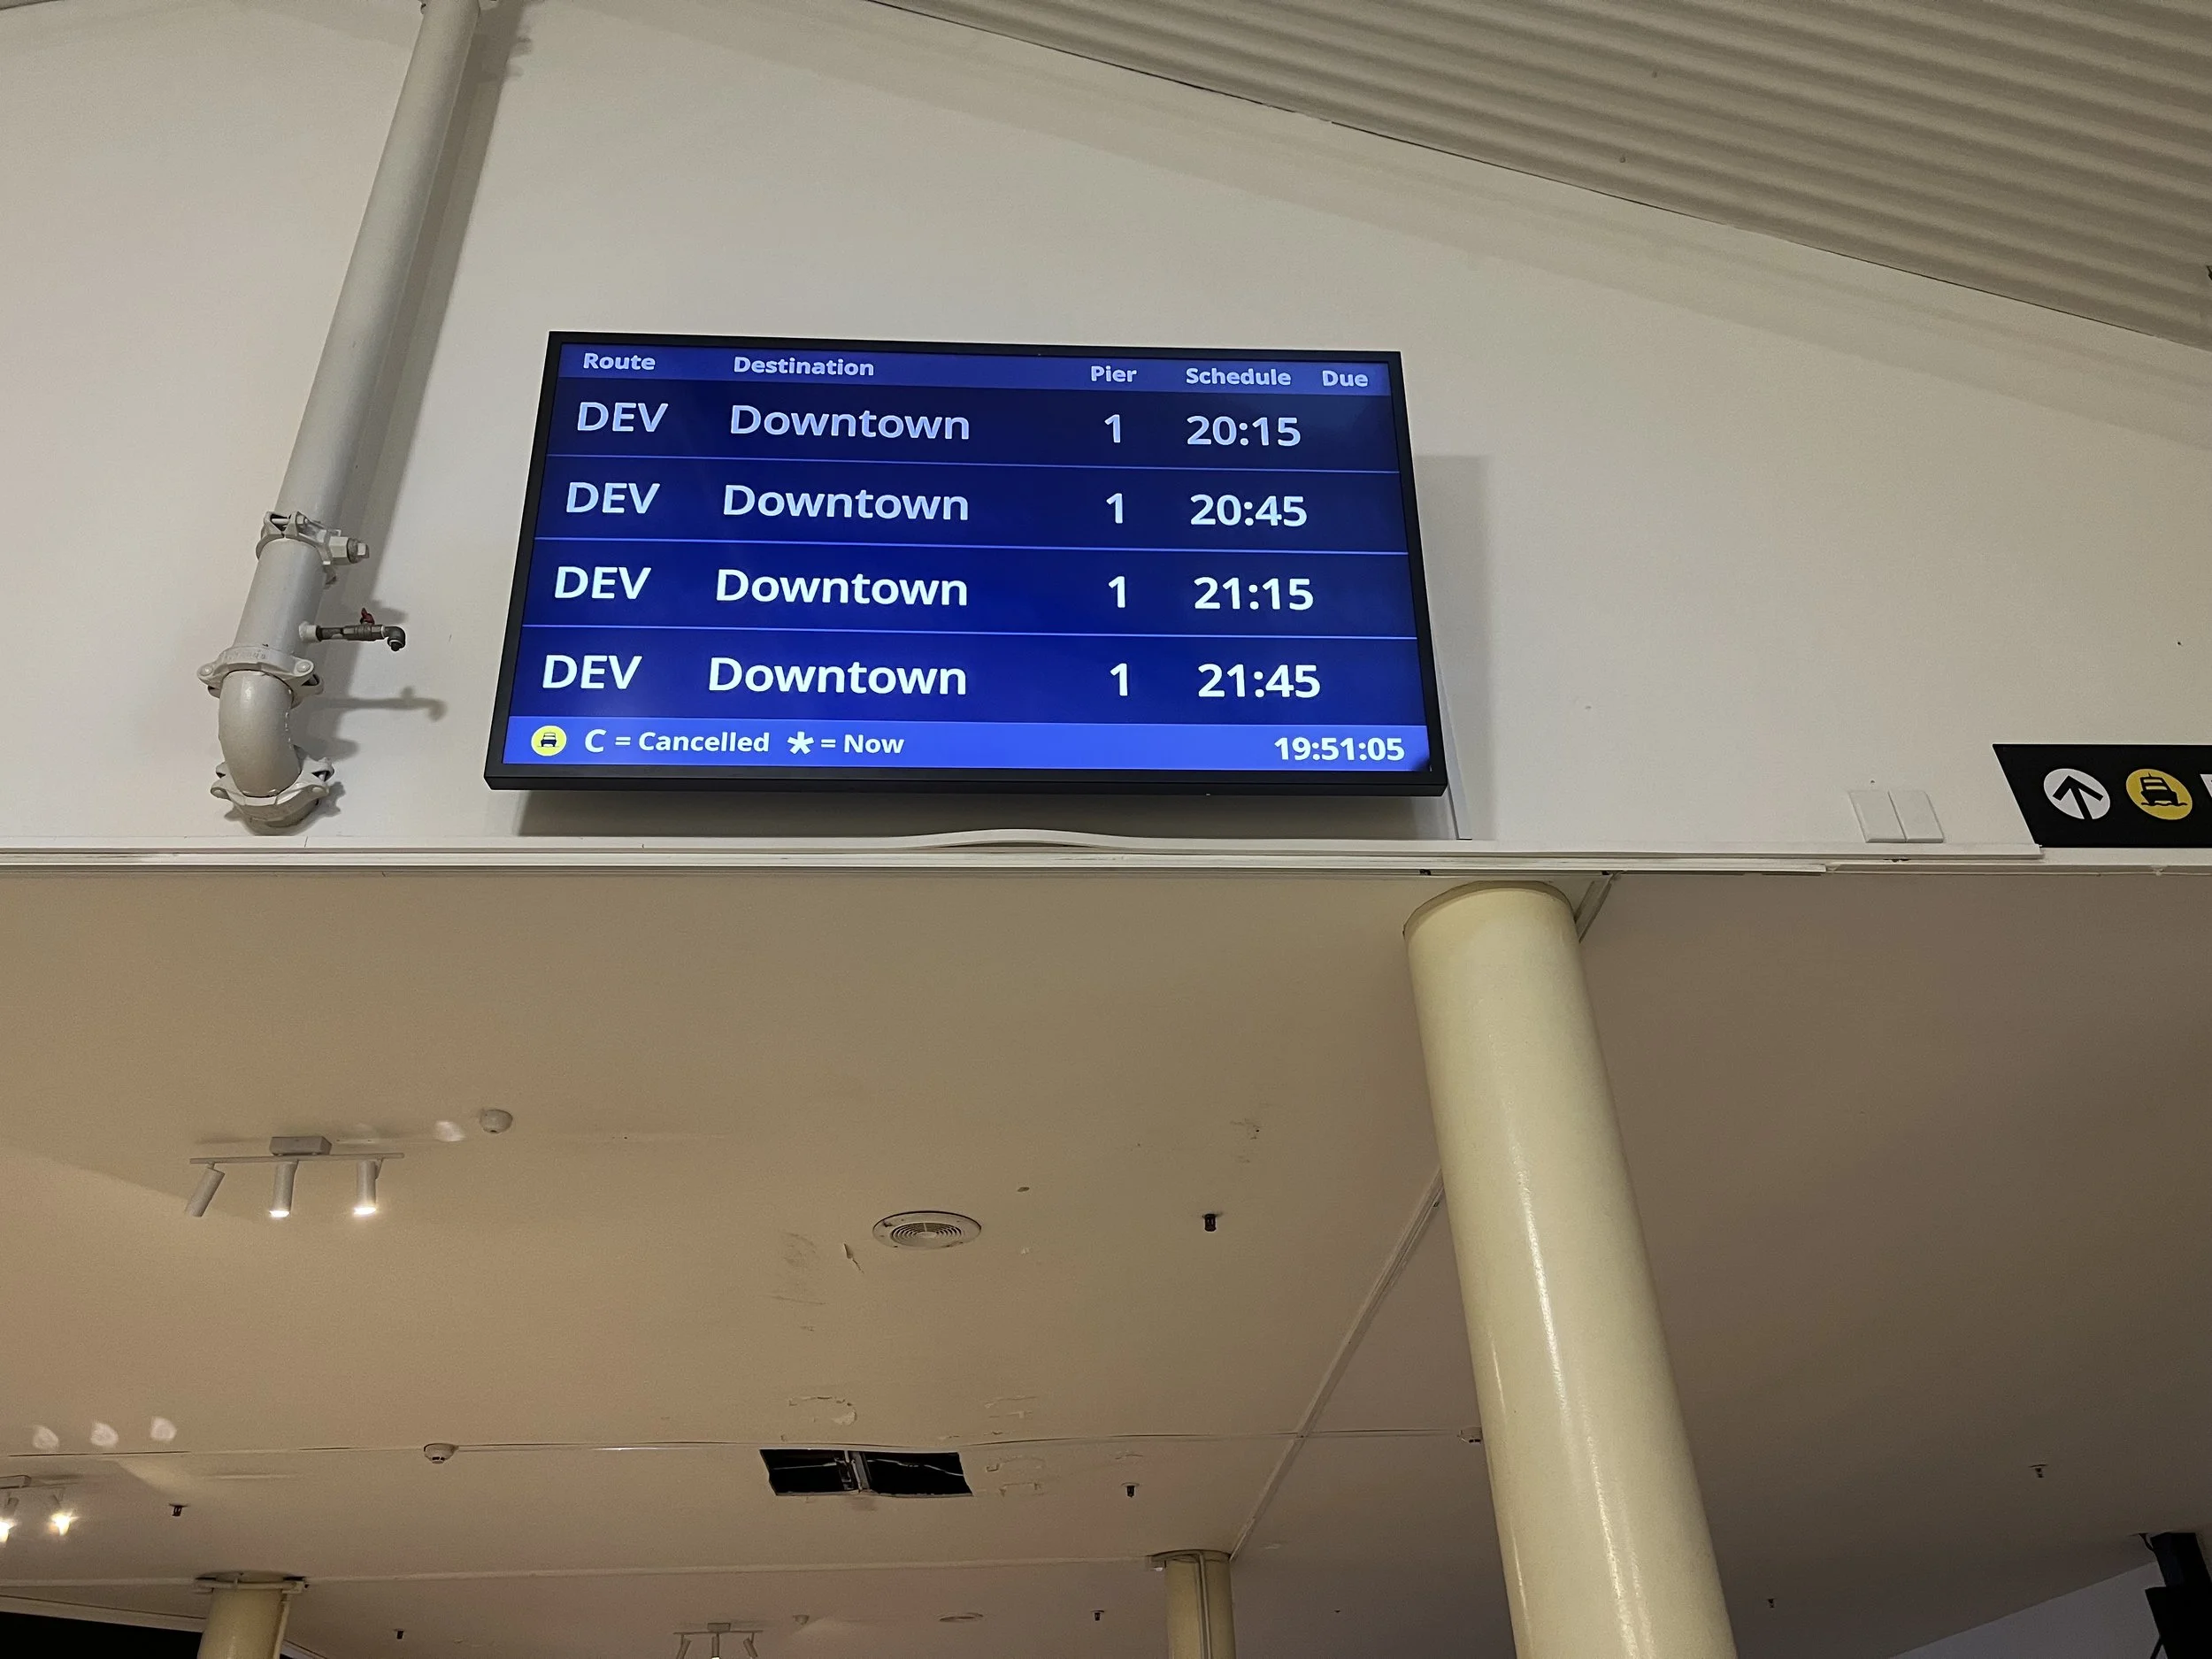 Route Destination Pier Schedule Due
DEV Downtown 1 20:15
DEV Downtown 1 20:45
DEV Downtown 1 21:15
DEV Downtown 1 21:45
C = Cancelled * = Now 19:51:05